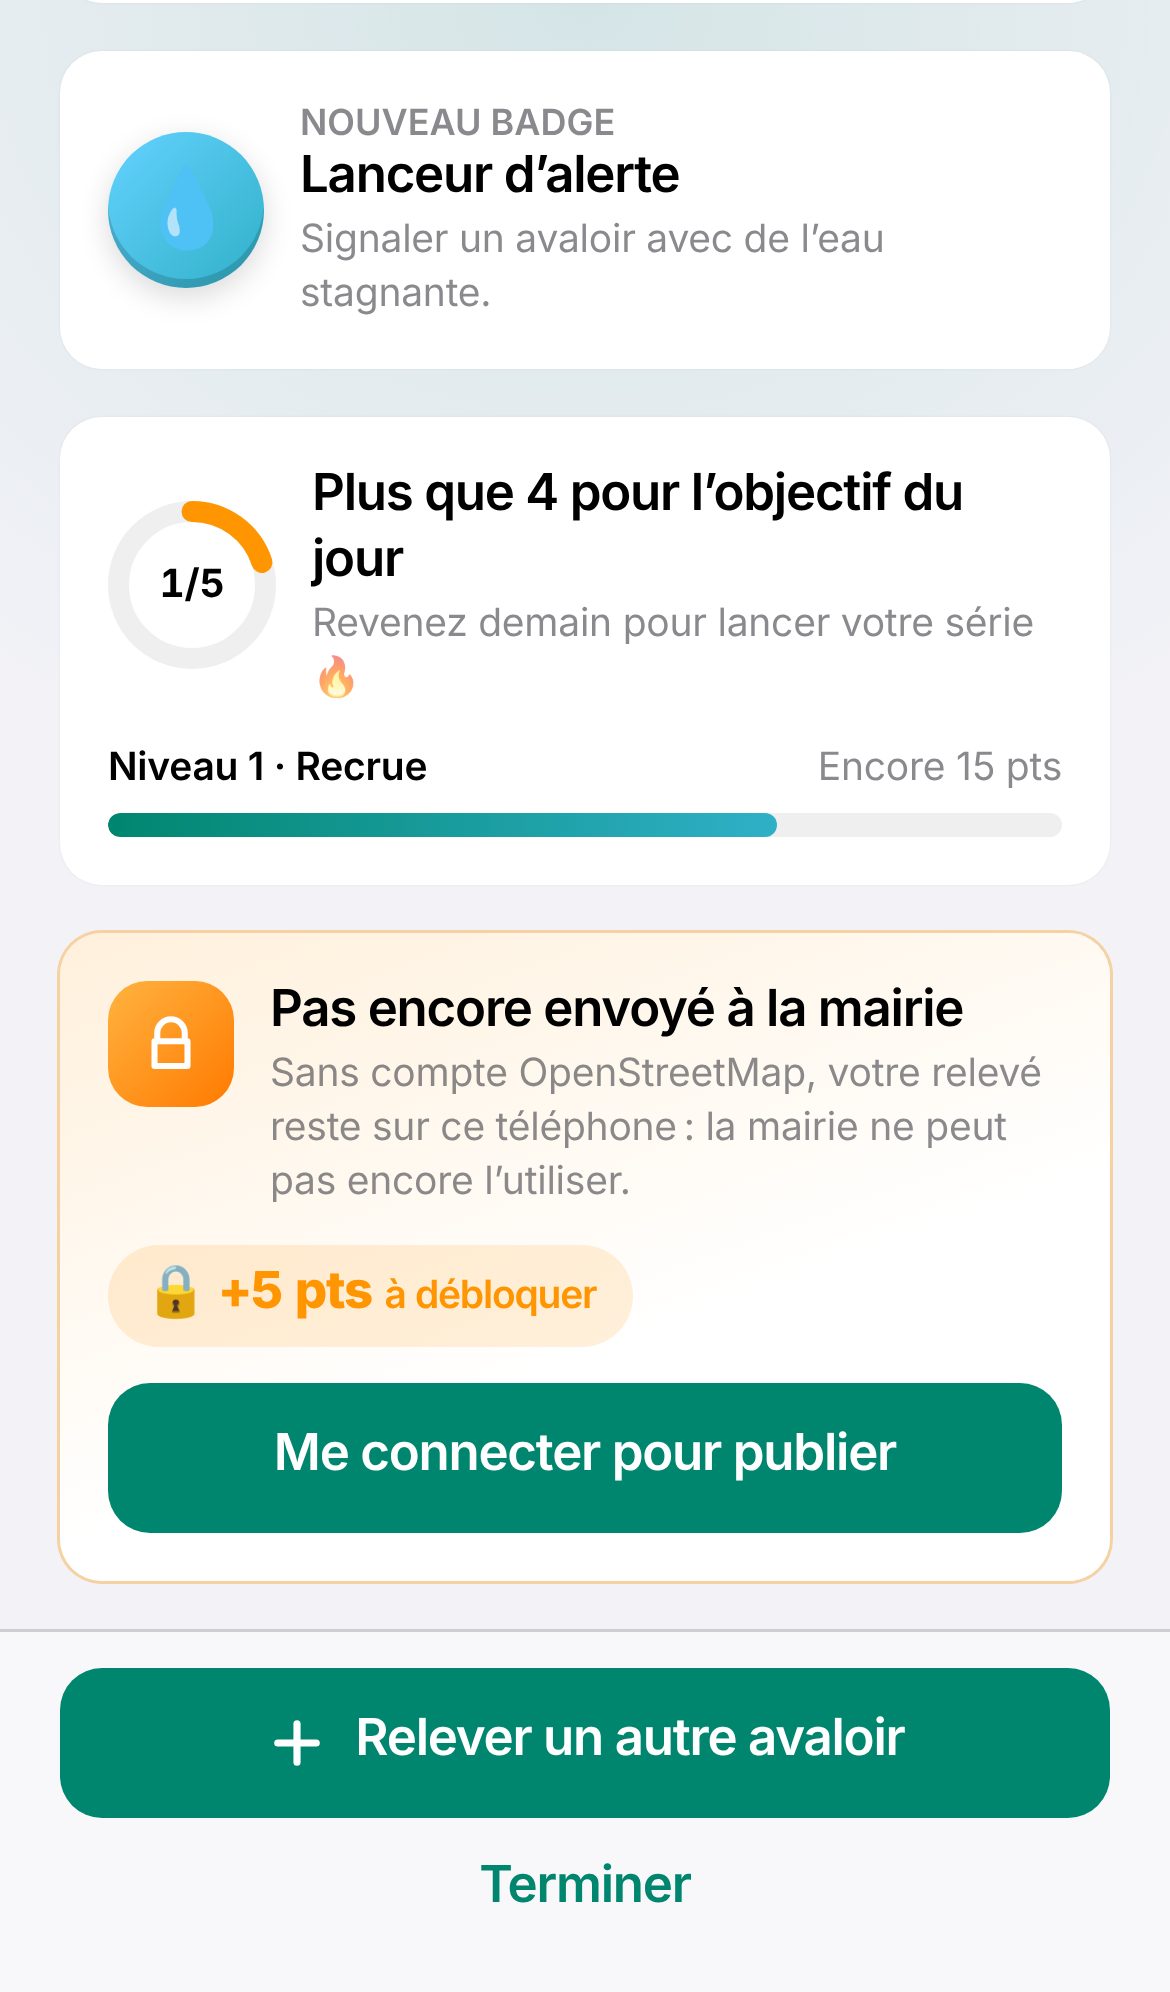 NOUVEAU BADGE
Lanceur d’alerte
Signaler un avaloir avec de l’eau
stagnante.
Plus que 4 pour l’objectif du
jour
1/5
Revenez demain pour lancer votre série
🔥
Niveau 1 · Recrue
Encore 15 pts
Pas encore envoyé à la mairie
Sans compte OpenStreetMap, votre relevé
reste sur ce téléphone : la mairie ne peut
pas encore l’utiliser.
🔒 +5 pts à débloquer
Me connecter pour publier
Relever un autre avaloir
Terminer